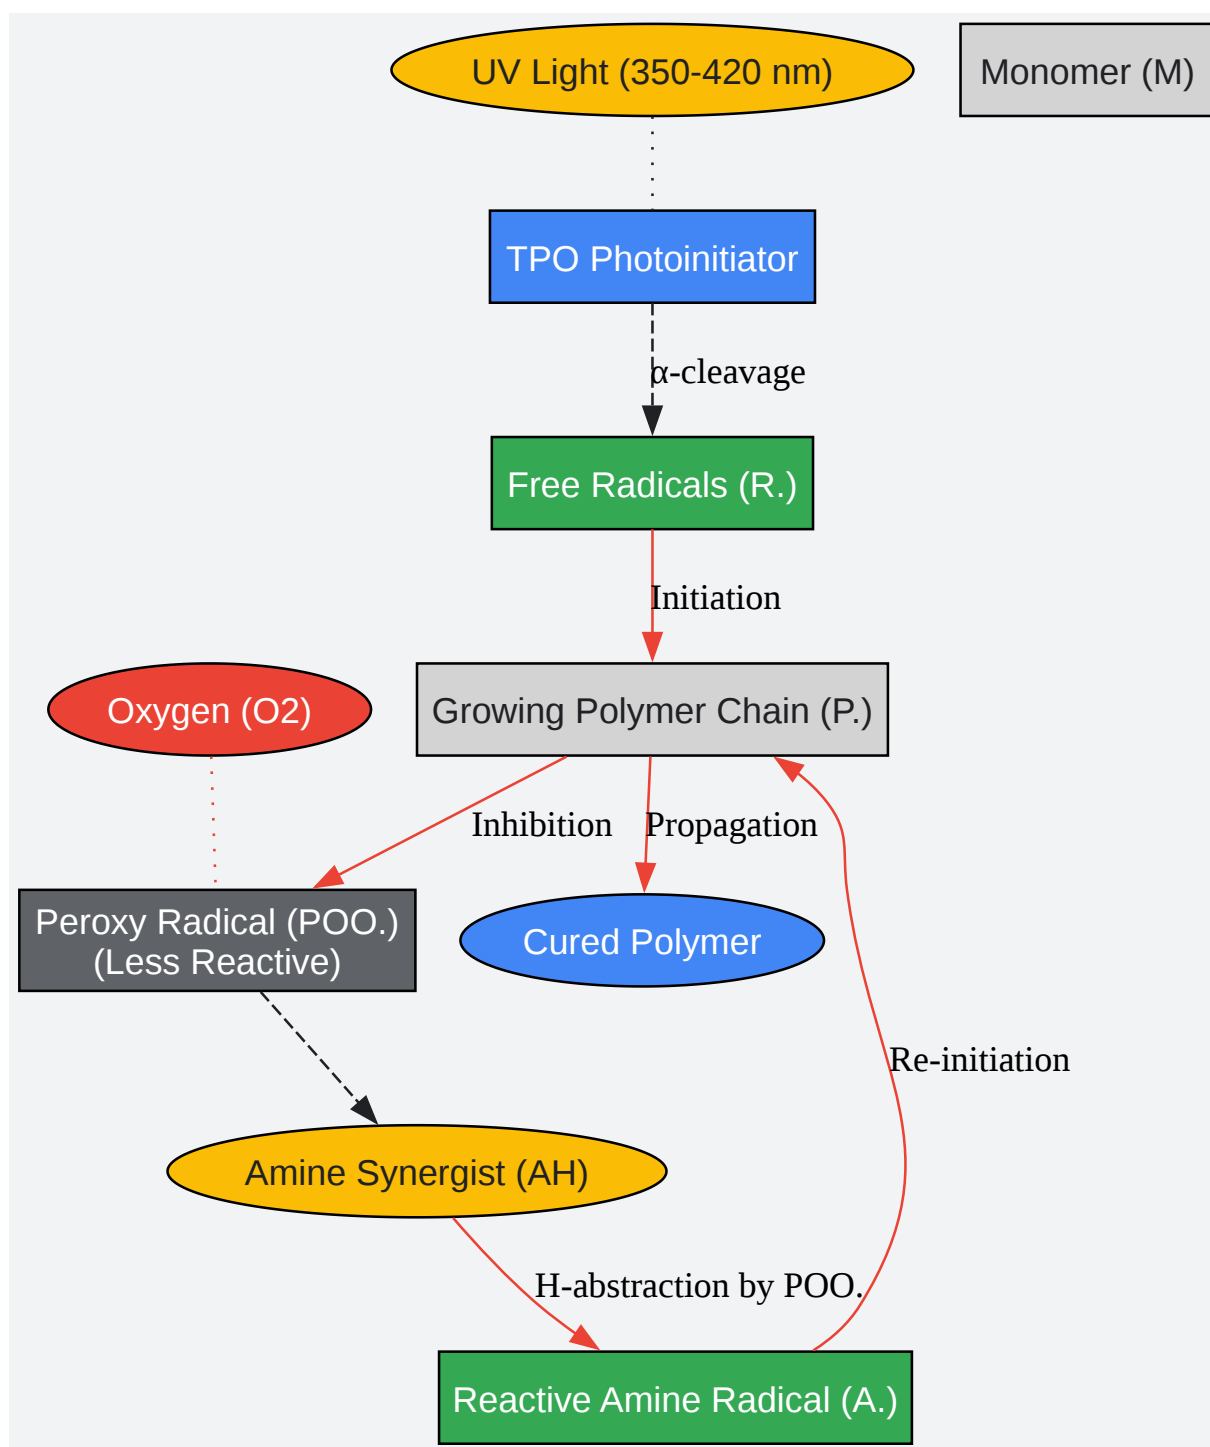 UV Light (350-420 nm)
Monomer (M)
TPO Photoinitiator
α-cleavage
Free Radicals (R.)
Initiation
Oxygen (O2)
Growing Polymer Chain (P.)
Inhibition
Propagation
Peroxy Radical (POO.)
(Less Reactive)
Cured Polymer
Re-initiation
Amine Synergist (AH)
H-abstraction by POO.
Reactive Amine Radical (A.)